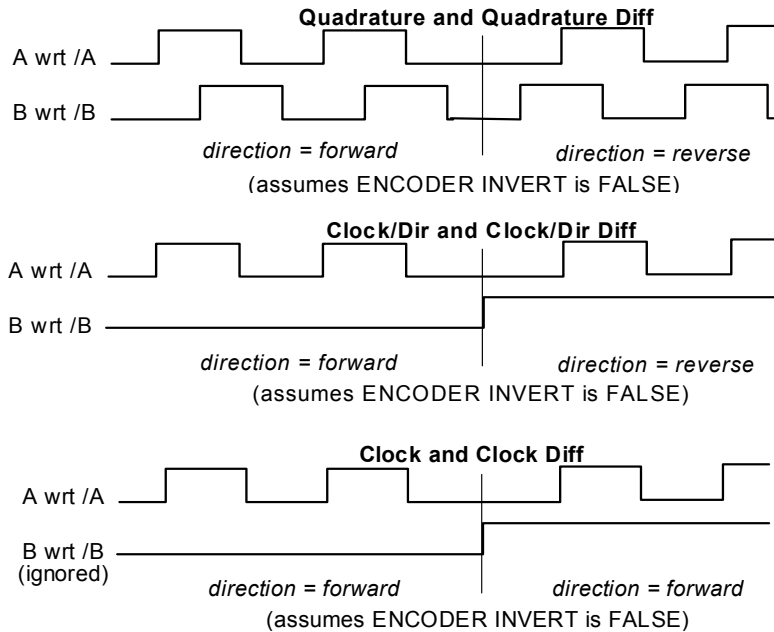 Quadrature and Quadrature Diff
A wrt /A
B wrt /B
direction = forward
direction = reverse
(assumes ENCODER INVERT is FALSE)
Clock/Dir and Clock/Dir Diff
A wrt /A
B wrt /B
direction = forward
direction = reverse
(assumes ENCODER INVERT is FALSE)
Clock and Clock Diff
A wrt /A
B wrt /B
(ignored)
direction = forward
direction = forward
(assumes ENCODER INVERT is FALSE)